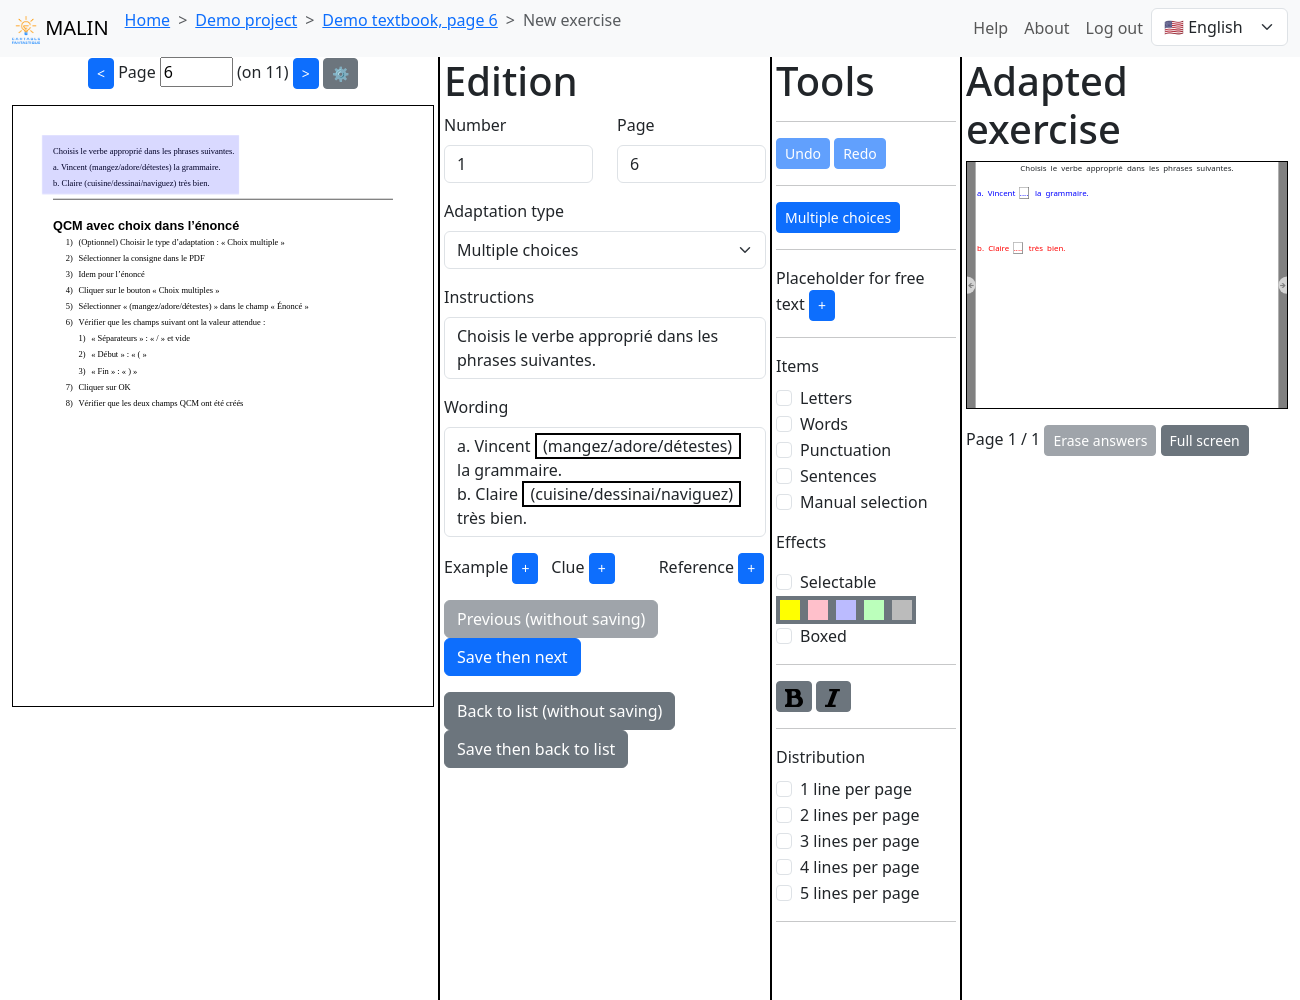 MALIN
Home > Demo project > Demo textbook, page 6 > New exercise
Help About Log out 🇺🇸 English
< Page 6 (on 11) > ⚙️
Choisis le verbe approprié dans les phrases suivantes.
a. Vincent (mangez/adore/détestes) la grammaire.
b. Claire (cuisine/dessinai/naviguez) très bien.
QCM avec choix dans l’énoncé
1) (Optionnel) Choisir le type d’adaptation : « Choix multiple »
2) Sélectionner la consigne dans le PDF
3) Idem pour l’énoncé
4) Cliquer sur le bouton « Choix multiples »
5) Sélectionner « (mangez/adore/détestes) » dans le champ « Énoncé »
6) Vérifier que les champs suivant ont la valeur attendue :
1) « Séparateurs » : « / » et vide
2) « Début » : « ( »
3) « Fin » : « ) »
7) Cliquer sur OK
8) Vérifier que les deux champs QCM ont été créés
Edition
Number Page
1 6
Adaptation type
Multiple choices
Instructions
Choisis le verbe approprié dans les
phrases suivantes.
Wording
a. Vincent (mangez/adore/détestes)
la grammaire.
b. Claire (cuisine/dessinai/naviguez)
très bien.
Example + Clue + Reference +
Previous (without saving)
Save then next
Back to list (without saving)
Save then back to list
Tools
Undo Redo
Multiple choices
Placeholder for free
text +
Items
Letters
Words
Punctuation
Sentences
Manual selection
Effects
Selectable
Boxed
B I
Distribution
1 line per page
2 lines per page
3 lines per page
4 lines per page
5 lines per page
Adapted
exercise
Choisis le verbe approprié dans les phrases suivantes.
a. Vincent .... la grammaire.
b. Claire .... très bien.
Page 1 / 1 Erase answers Full screen